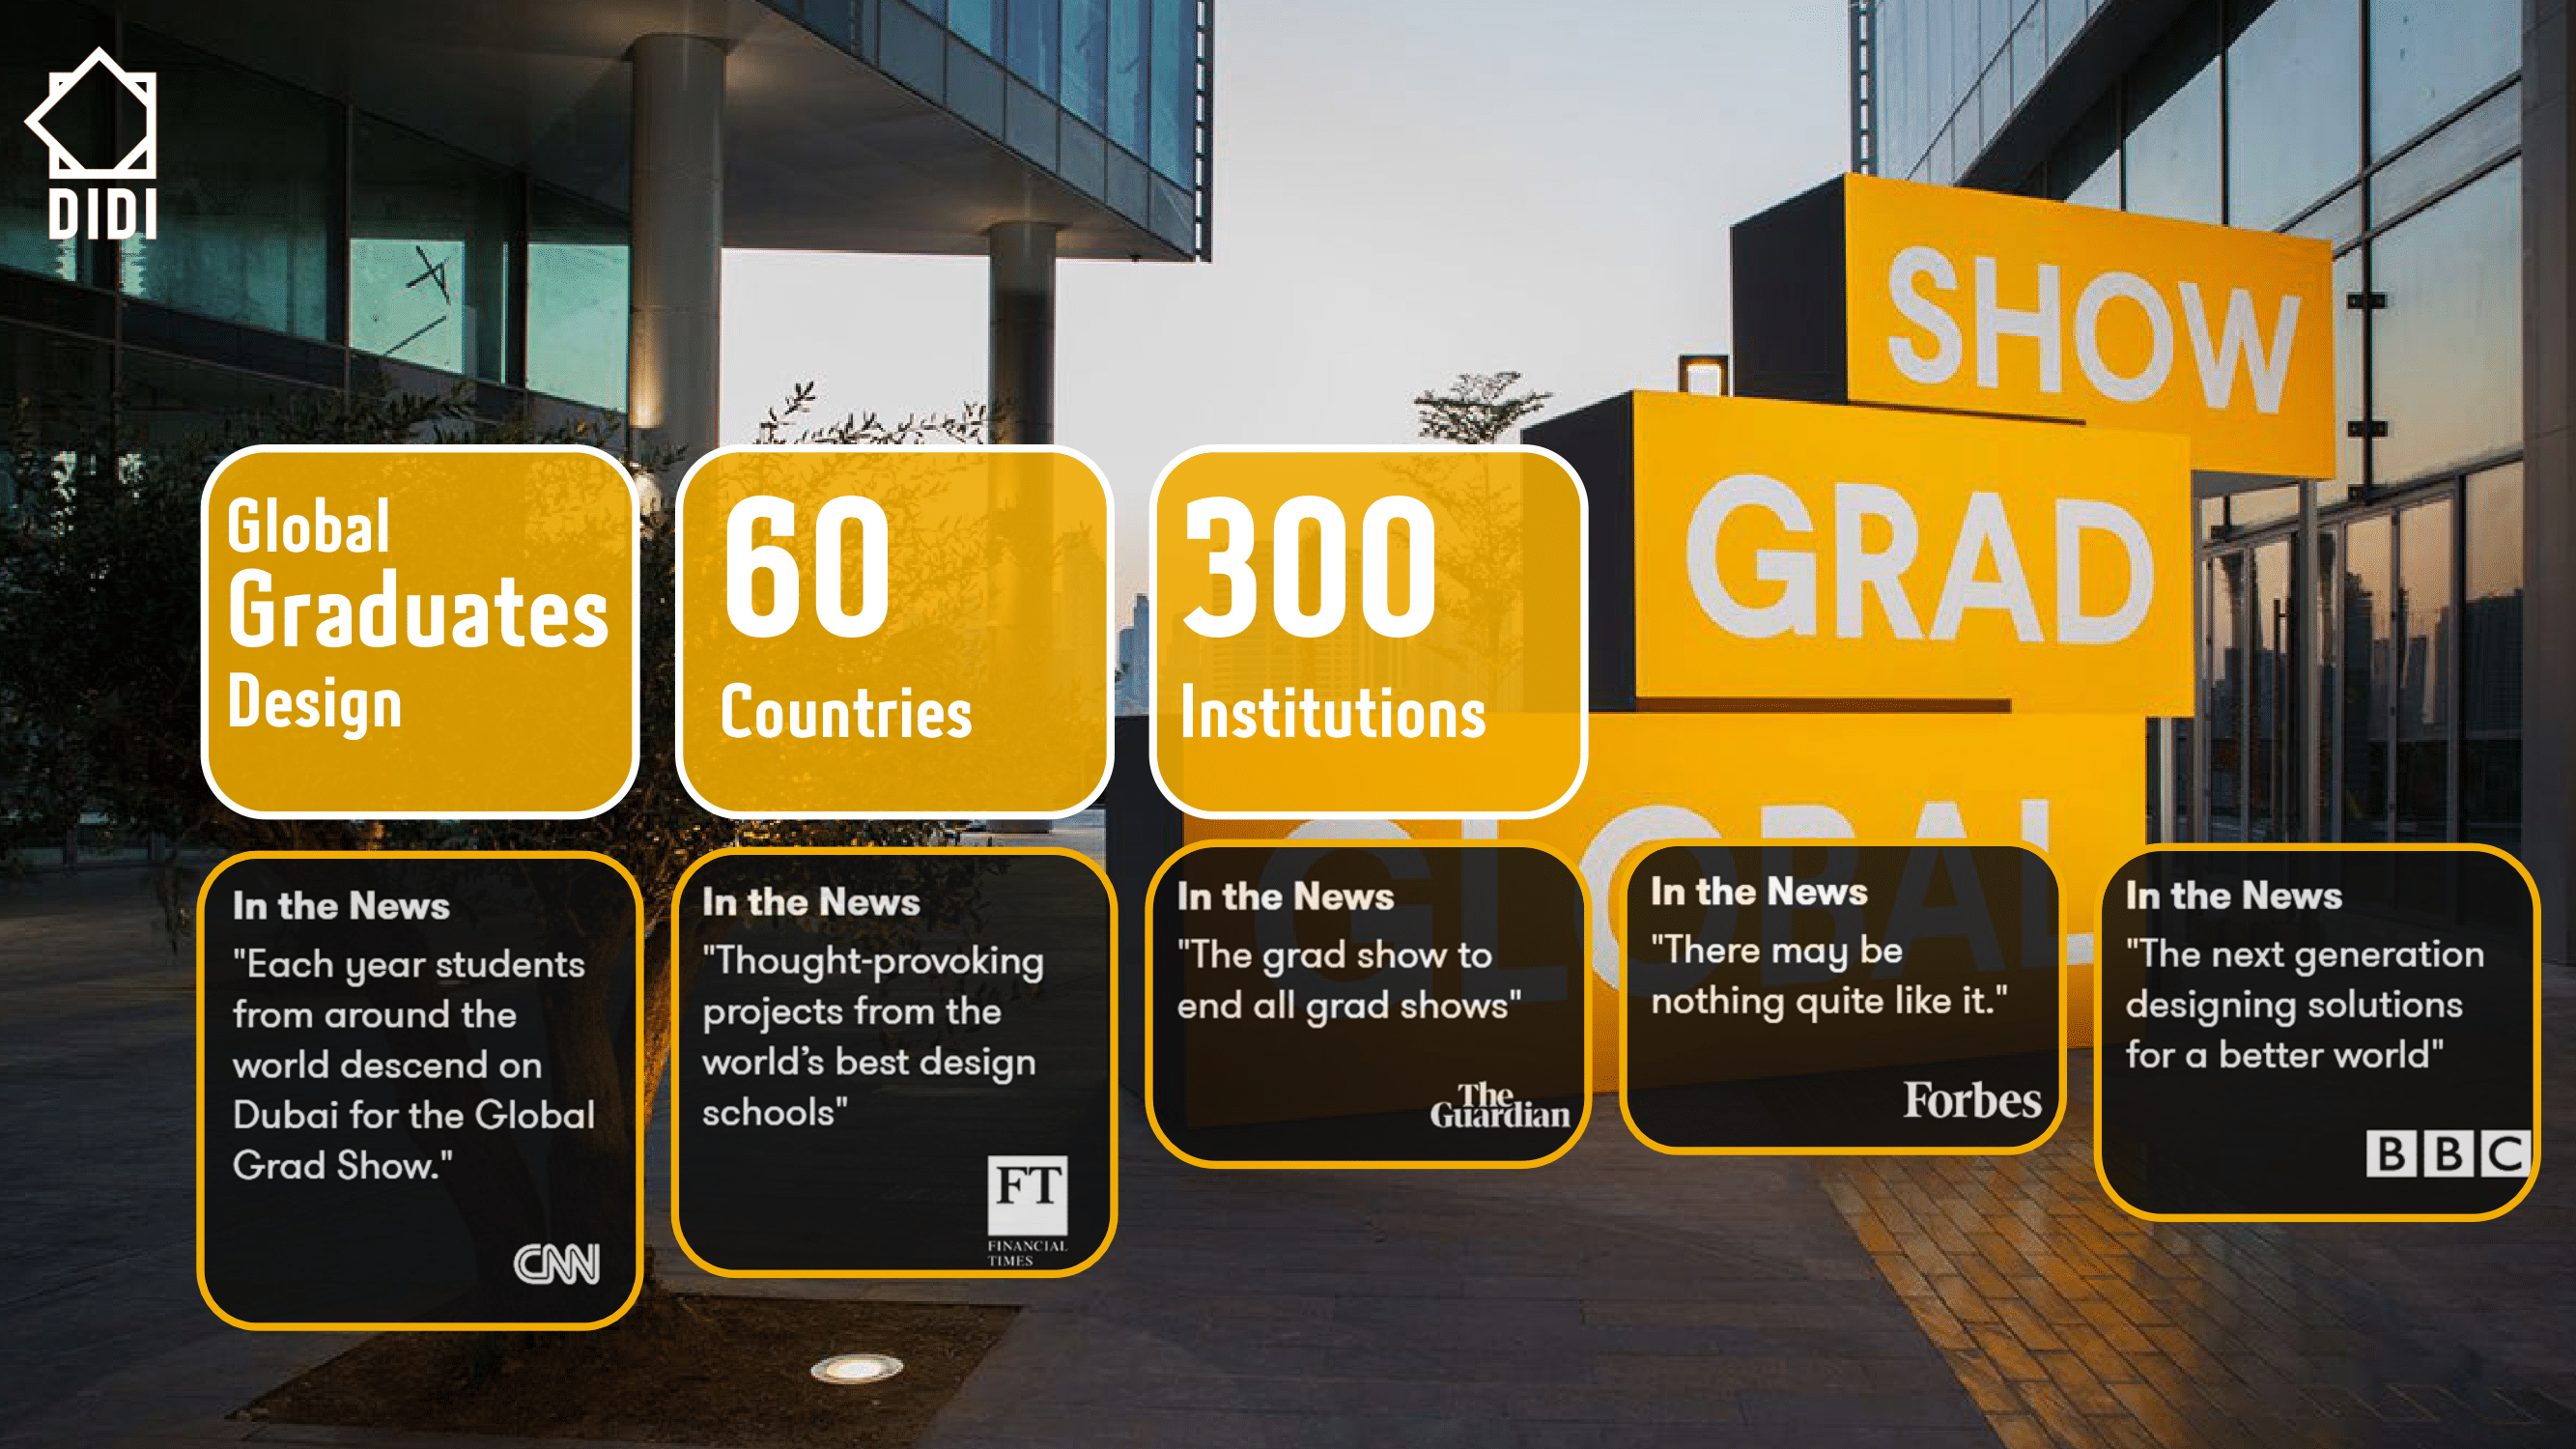 DIDI
SHOW
GRAD
GLOBAL
Global
Graduates
Design
60
Countries
300
Institutions
In the News
"Each year students
from around the
world descend on
Dubai for the Global
Grad Show."
CNN
In the News
"Thought-provoking
projects from the
world’s best design
schools"
FT
FINANCIAL
TIMES
In the News
"The grad show to
end all grad shows"
The
Guardian
In the News
"There may be
nothing quite like it."
Forbes
In the News
"The next generation
designing solutions
for a better world"
BBC